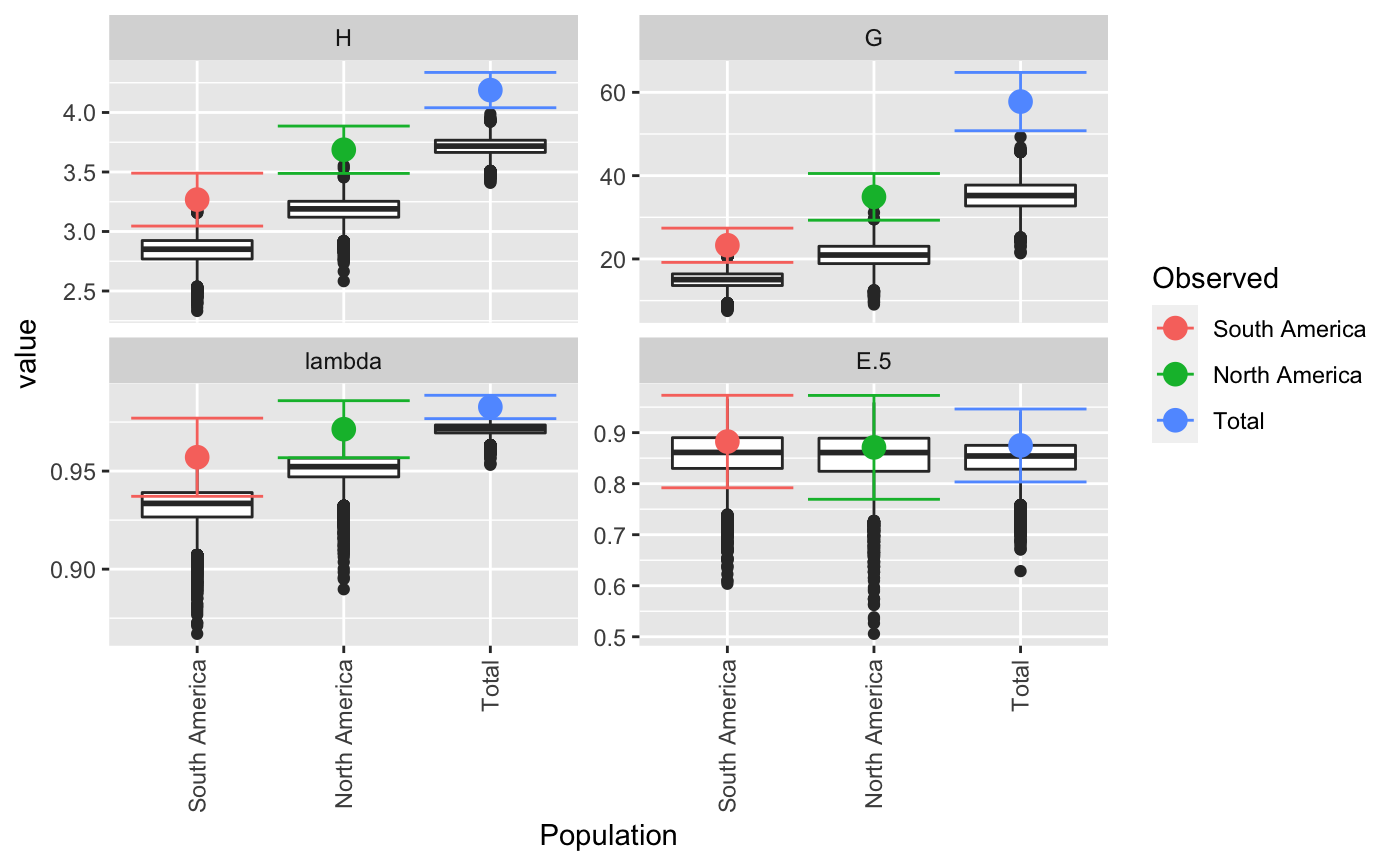 H
G
4.0
3.5
3.0
2.5
60
40
20
value
lambda
E.5
0.95
0.90
0.9
0.8
0.7
0.6
0.5
South America
North America
Total
South America
North America
Total
Population
Observed
South America
North America
Total